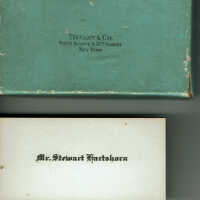 Tiffany & Co.
Fifth Avenue & 37th Street
New York
Mr. Stewart Hartshorn